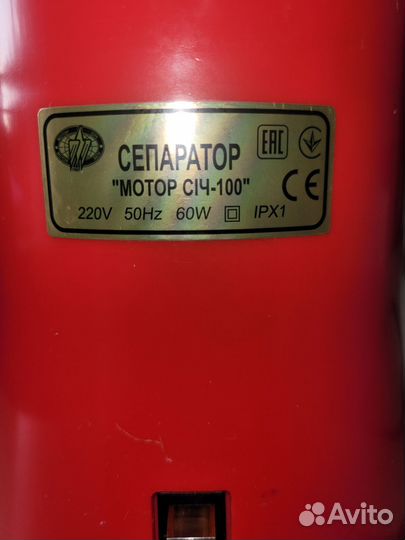 СЕПАРАТОР
"МОТОР СІЧ-100"
220V 50Hz 60W IPX1
EAC
CE
Avito